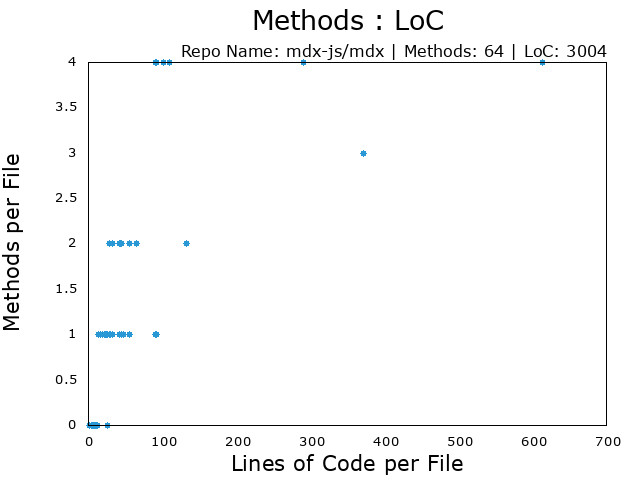 Methods : LoC
Repo Name: mdx-js/mdx | Methods: 64 | LoC: 3004
4
3.5
3
2.5
2
1.5
1
0.5
0
Methods per File
0 100 200 300 400 500 600 700
Lines of Code per File